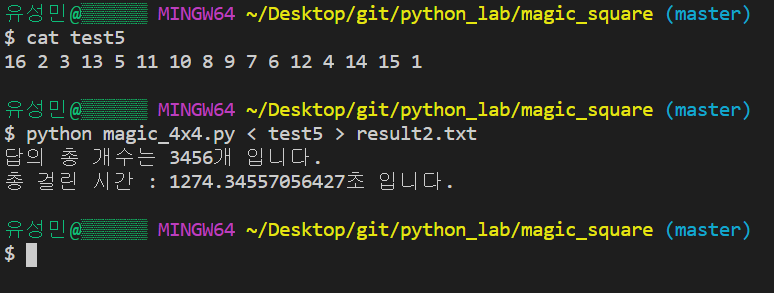 유성민@▒▒▒▒▒▒ MINGW64 ~/Desktop/git/python_lab/magic_square (master)
$ cat test5
16 2 3 13 5 11 10 8 9 7 6 12 4 14 15 1
유성민@▒▒▒▒▒▒ MINGW64 ~/Desktop/git/python_lab/magic_square (master)
$ python magic_4x4.py < test5 > result2.txt
답의 총 개수는 3456개 입니다.
총 걸린 시간 : 1274.34557056427초 입니다.
유성민@▒▒▒▒▒▒ MINGW64 ~/Desktop/git/python_lab/magic_square (master)
$